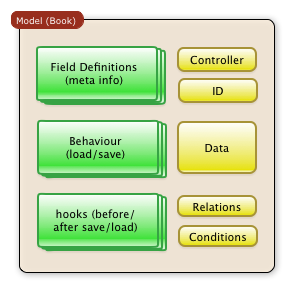 Model (Book)
Field Definitions
(meta info)
Controller
ID
Behaviour
(load/save)
Data
hooks (before/
after save/load)
Relations
Conditions